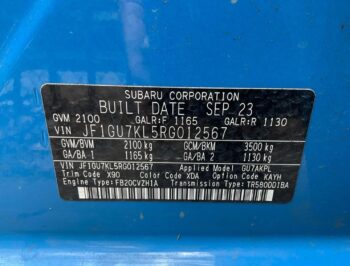 SUBARU CORPORATION
BUILT DATE SEP 23
GVM 2100 GALR:F 1165 GALR:R 1130
VIN JF1GU7KL5RG012567
GVM/BVM 2100 kg GCM/BKM 3500 kg
GA/BA 1 1165 kg GA/BA 2 1130 kg
VIN JF1GU7KL5RG012567 Applied Model GU7AKPL
Trim Code X90 Color Code XDA Option Code KAYH
Engine Type: FB20CVZH1A Transmission Type: TR580DD1BA